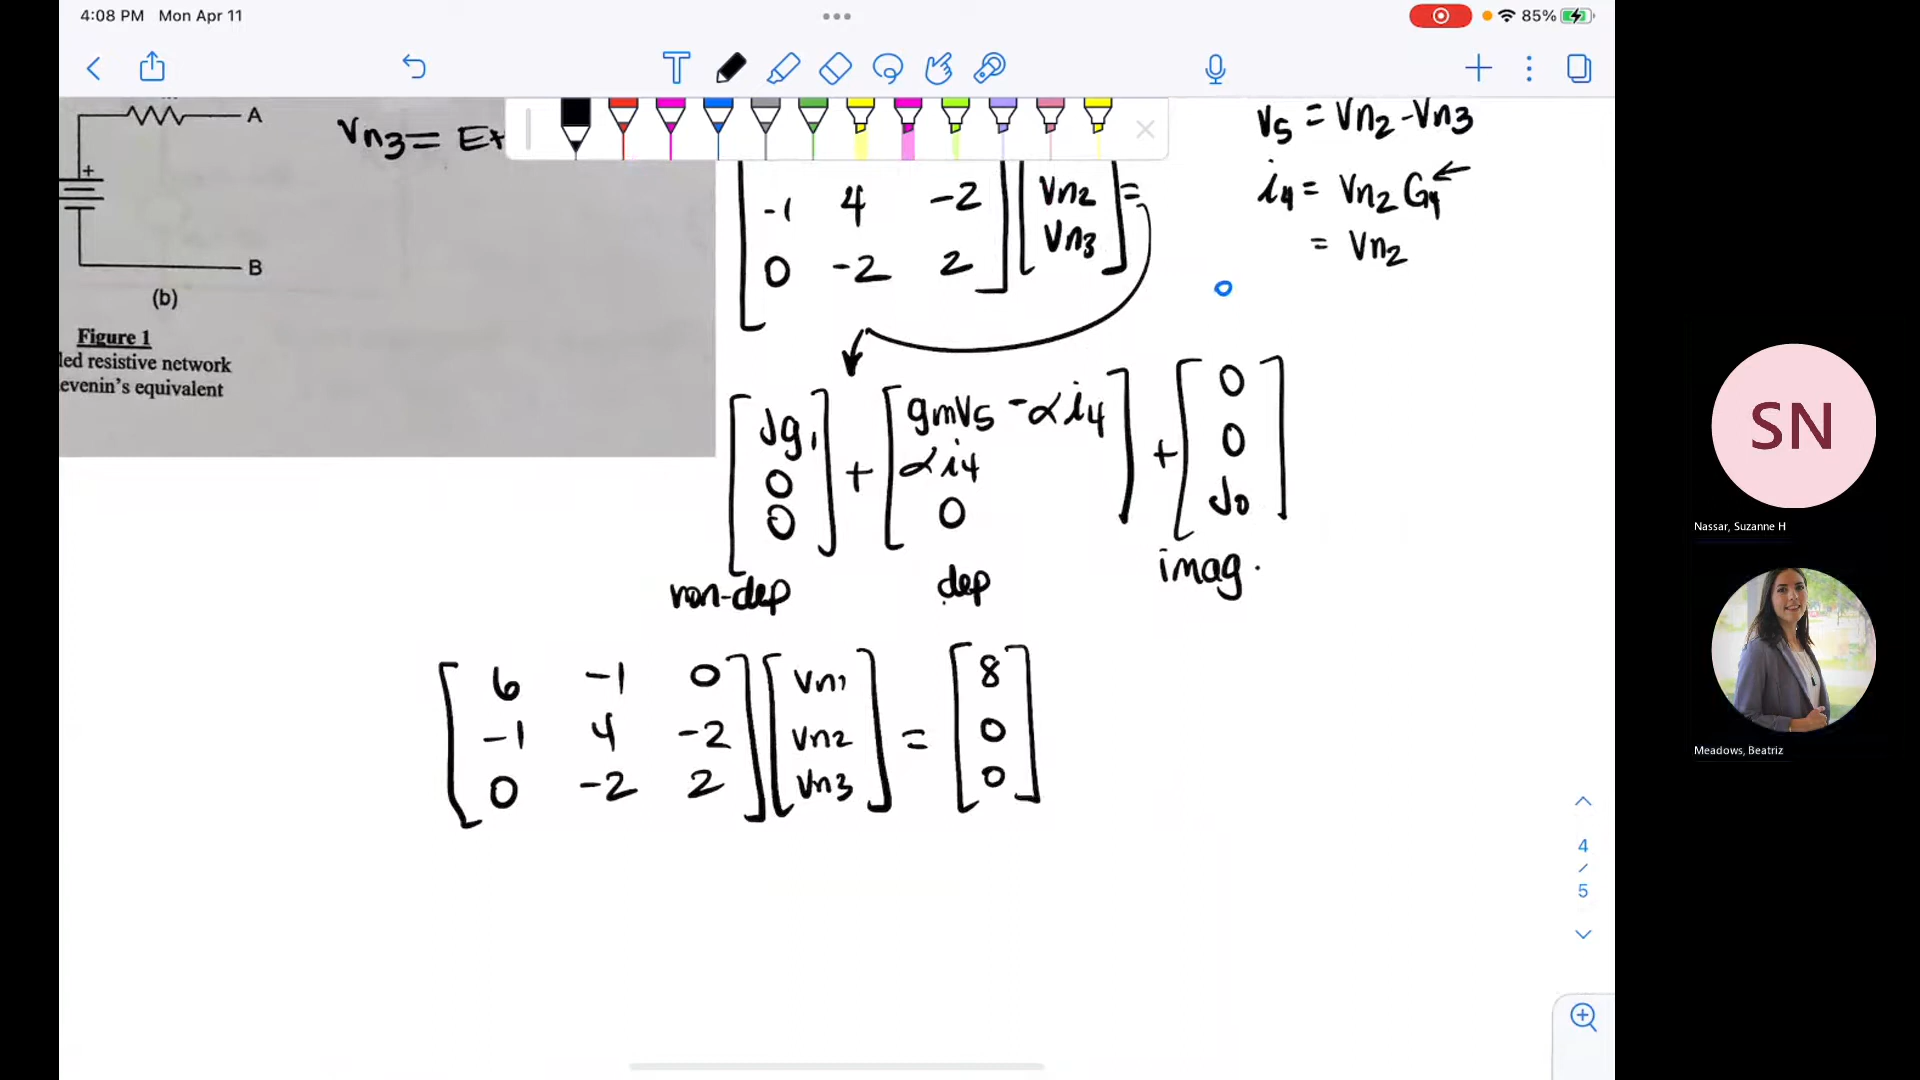 4:08 PM Mon Apr 11
85%
A
Vn3 = Ex
+
B
(b)
Figure 1
led resistive network
evenin's equivalent
V5 = Vn2 - Vn3
i4 = Vn2 G4
= Vn2
-1 4 -2
0 -2 2
Vn2
Vn3
=
Jg1
0
0
+
gmV5 - αi4
αi4
0
+
0
0
J0
non-dep
dep
imag.
6 -1 0
-1 4 -2
0 -2 2
Vn1
Vn2
Vn3
=
8
0
0
4
5
SN
Nassar, Suzanne H
Meadows, Beatriz